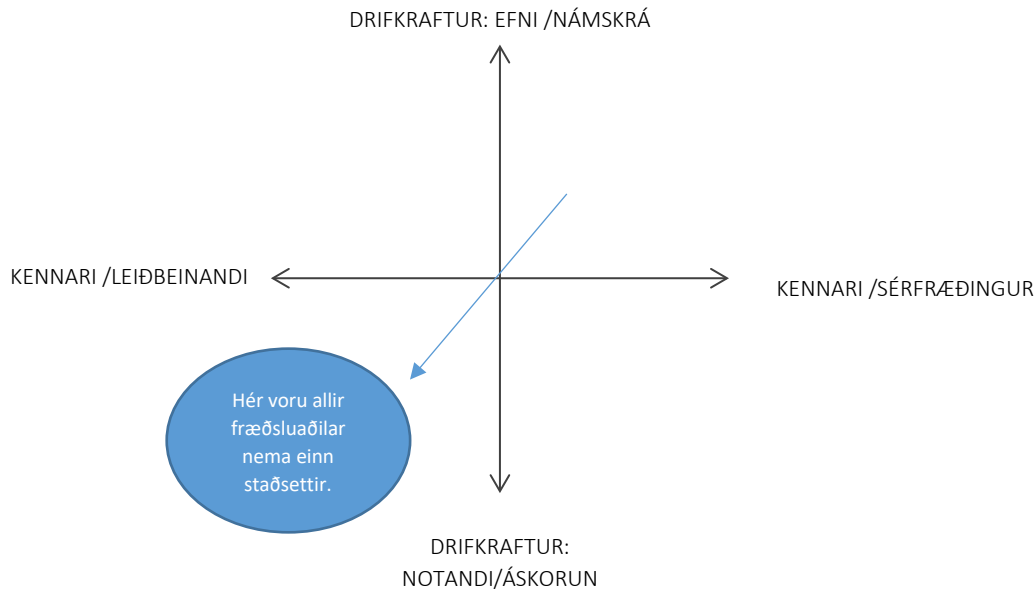 DRIFKRAFTUR: EFNI /NÁMSKRÁ
KENNARI /LEIÐBEINANDI
KENNARI /SÉRFRÆÐINGUR
Hér voru allir
fræðsluaðilar
nema einn
staðsettir.
DRIFKRAFTUR:
NOTANDI/ÁSKORUN